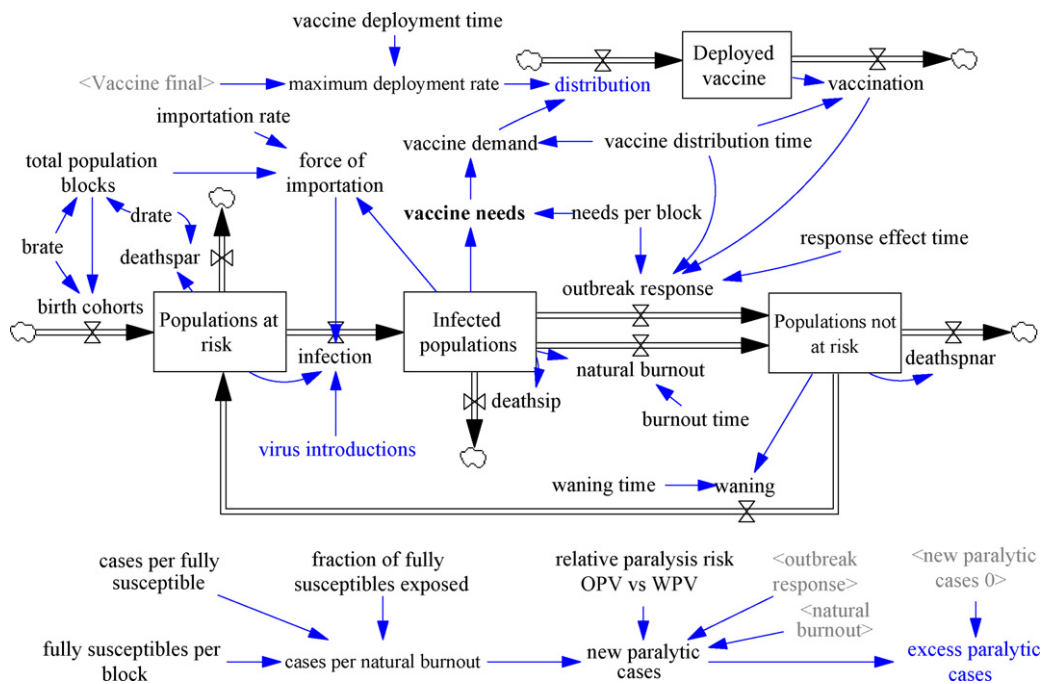 vaccine deployment time
<Vaccine final>
maximum deployment rate
distribution
Deployed
vaccine
vaccination
importation rate
vaccine demand
vaccine distribution time
total population
blocks
force of
importation
vaccine needs
needs per block
drate
brate
deathspar
response effect time
birth cohorts
outbreak response
Populations at
risk
infection
Infected
populations
Populations not
at risk
deathspnar
natural burnout
deathsip
burnout time
virus introductions
waning time
waning
cases per fully
susceptible
fraction of fully
susceptibles exposed
relative paralysis risk
OPV vs WPV
<outbreak
response>
<new paralytic
cases 0>
<natural
burnout>
fully susceptibles per
block
cases per natural burnout
new paralytic
cases
excess paralytic
cases